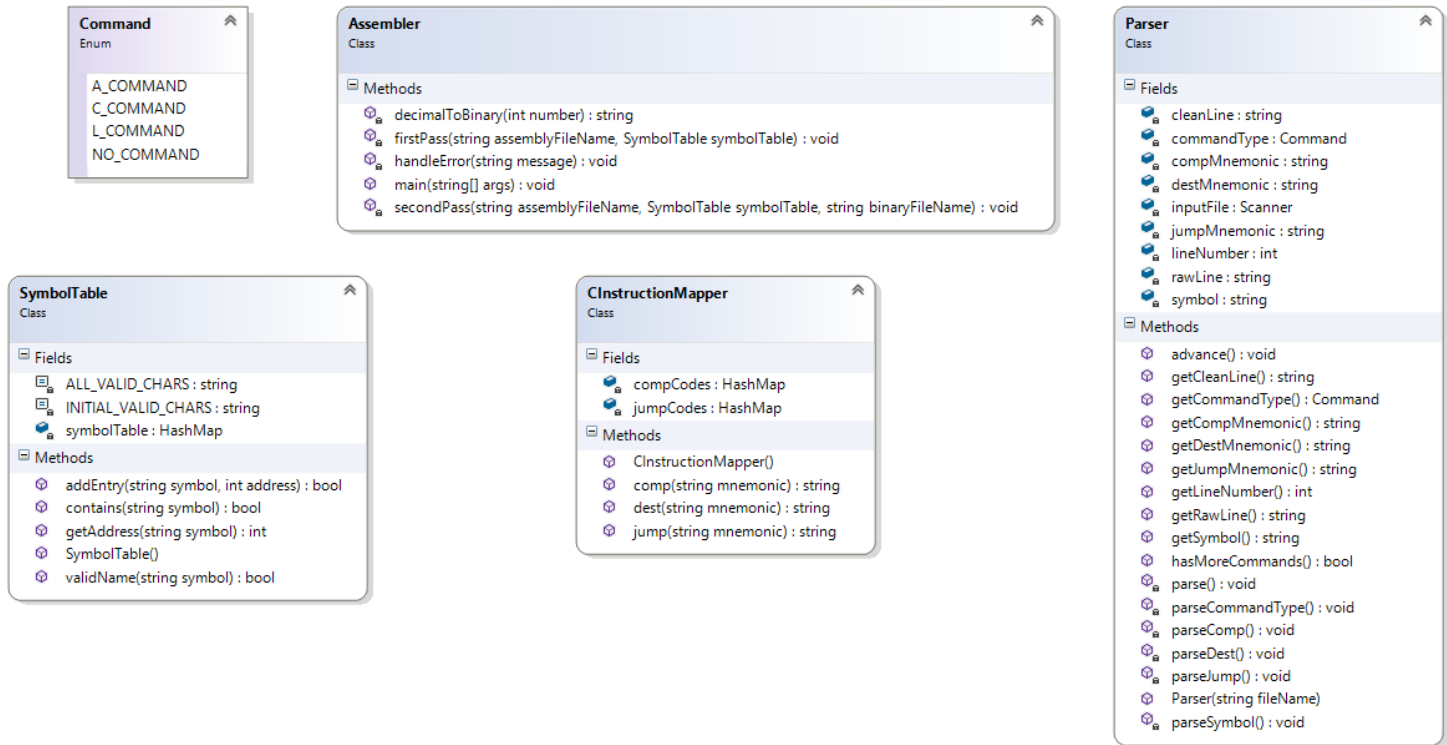 Command
Enum
A_COMMAND
C_COMMAND
L_COMMAND
NO_COMMAND
Assembler
Class
Methods
decimalToBinary(int number) : string
firstPass(string assemblyFileName, SymbolTable symbolTable) : void
handleError(string message) : void
main(string[] args) : void
secondPass(string assemblyFileName, SymbolTable symbolTable, string binaryFileName) : void
Parser
Class
Fields
cleanLine : string
commandType : Command
compMnemonic : string
destMnemonic : string
inputFile : Scanner
jumpMnemonic : string
lineNumber : int
rawLine : string
symbol : string
Methods
advance() : void
getCleanLine() : string
getCommandType() : Command
getCompMnemonic() : string
getDestMnemonic() : string
getJumpMnemonic() : string
getLineNumber() : int
getRawLine() : string
getSymbol() : string
hasMoreCommands() : bool
parse() : void
parseCommandType() : void
parseComp() : void
parseDest() : void
parseJump() : void
Parser(string fileName)
parseSymbol() : void
SymbolTable
Class
Fields
ALL_VALID_CHARS : string
INITIAL_VALID_CHARS : string
symbolTable : HashMap
Methods
addEntry(string symbol, int address) : bool
contains(string symbol) : bool
getAddress(string symbol) : int
SymbolTable()
validName(string symbol) : bool
CInstructionMapper
Class
Fields
compCodes : HashMap
jumpCodes : HashMap
Methods
CInstructionMapper()
comp(string mnemonic) : string
dest(string mnemonic) : string
jump(string mnemonic) : string